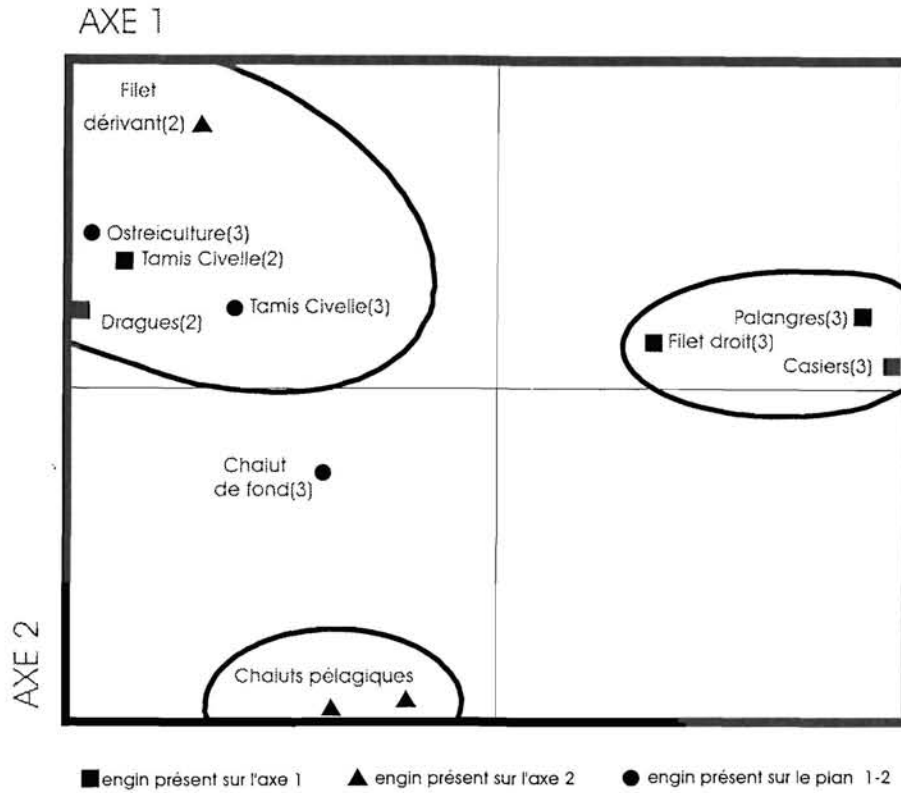 AXE 1
Filet
dérivant(2)
Ostreiculture(3)
Tamis Civelle(2)
Tamis Civelle(3)
Dragues(2)
Palangres(3)
Filet droit(3)
Casiers(3)
Chalut
de fond(3)
AXE 2
Chaluts pélagiques
engin présent sur l'axe 1
engin présent sur l'axe 2
engin présent sur le plan 1-2